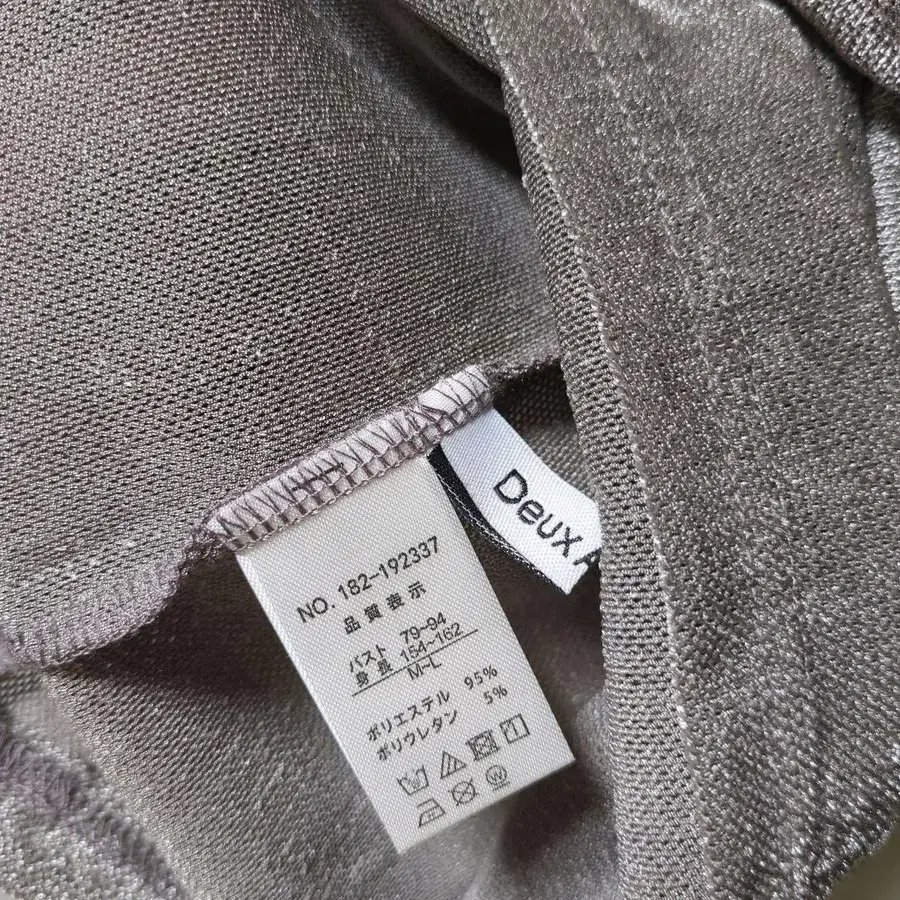 Deux A
NO. 182-192337
品質表示
バスト 79-94
身長 154-162
M-L
ポリエステル 95%
ポリウレタン 5%